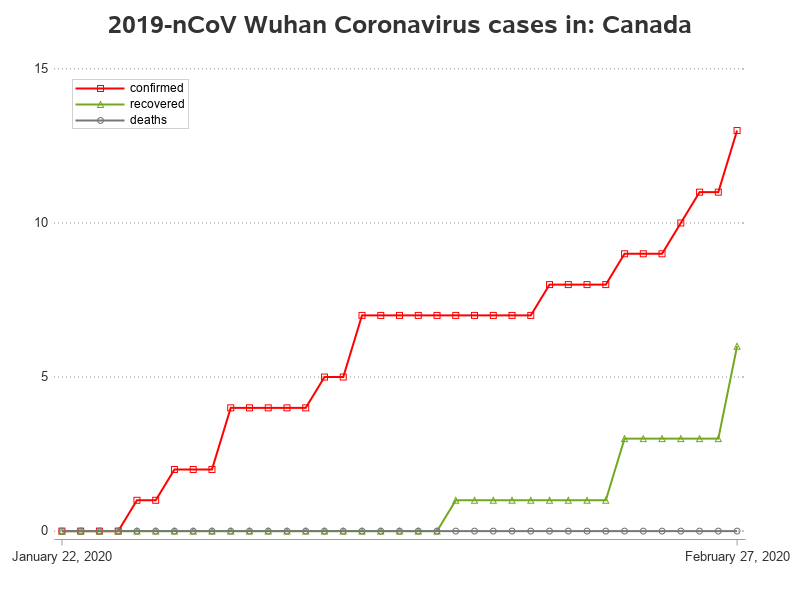 2019-nCoV Wuhan Coronavirus cases in: Canada
15
confirmed
recovered
deaths
10
5
0
January 22, 2020
February 27, 2020